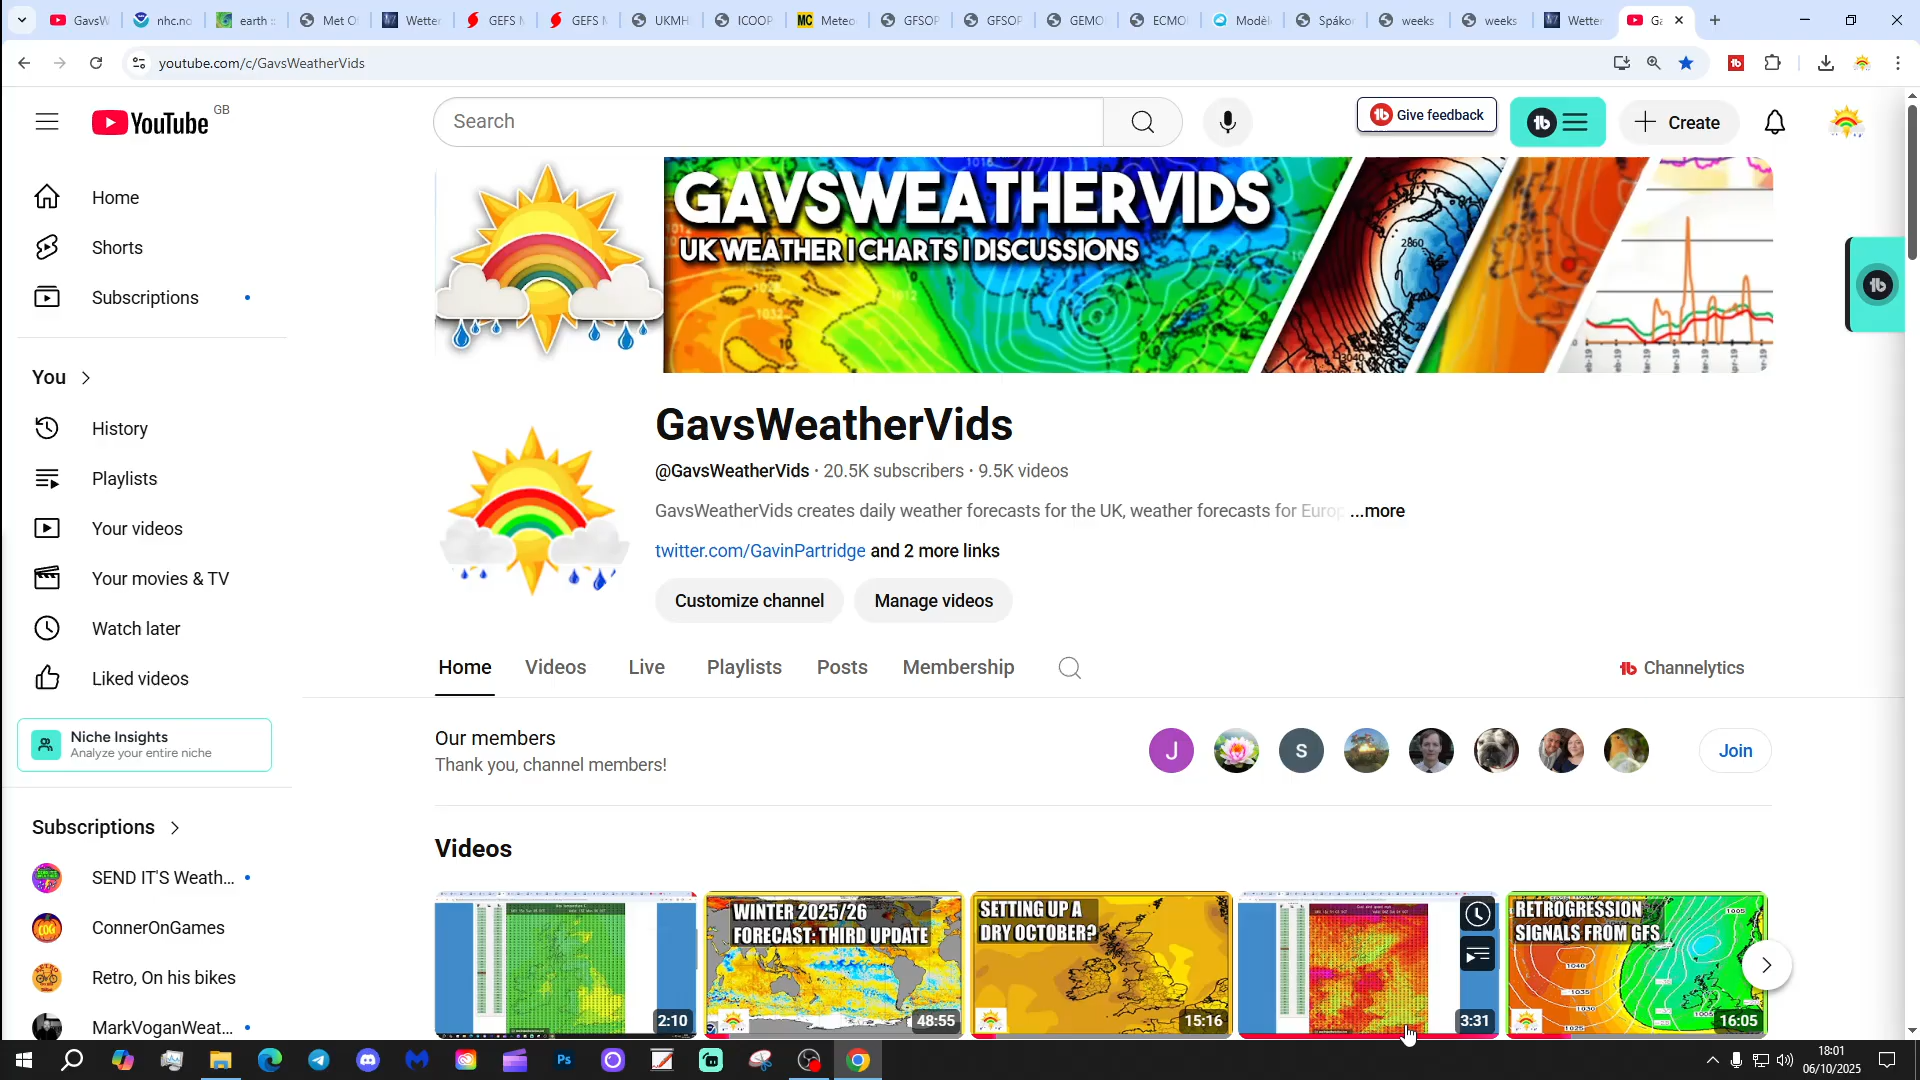 GavsW
nhc.no
earth ::
Met O
Wetter
GEFS M
GEFS M
UKMH
ICOOP
MC Meteo
GFSOP
GFSOP
GEMO
ECMO
Modèl
Spáko
weeks
weeks
Wetter
Ga
youtube.com/c/GavsWeatherVids
YouTube GB
Search
Give feedback
Create
Home
Shorts
Subscriptions
You
History
Playlists
Your videos
Your movies & TV
Watch later
Liked videos
Niche Insights
Analyze your entire niche
Subscriptions
SEND IT'S Weath...
ConnerOnGames
Retro, On his bikes
MarkVoganWeat...
GAVSWEATHERVIDS
UK WEATHER | CHARTS | DISCUSSIONS
GavsWeatherVids
@GavsWeatherVids · 20.5K subscribers · 9.5K videos
GavsWeatherVids creates daily weather forecasts for the UK, weather forecasts for Europ ...more
twitter.com/GavinPartridge and 2 more links
Customize channel
Manage videos
Home
Videos
Live
Playlists
Posts
Membership
Channelytics
Our members
Thank you, channel members!
J
S
Join
Videos
2:10
WINTER 2025/26
FORECAST: THIRD UPDATE
48:55
SETTING UP A
DRY OCTOBER?
15:16
3:31
RETROGRESSION
SIGNALS FROM GFS
16:05
18:01
06/10/2025